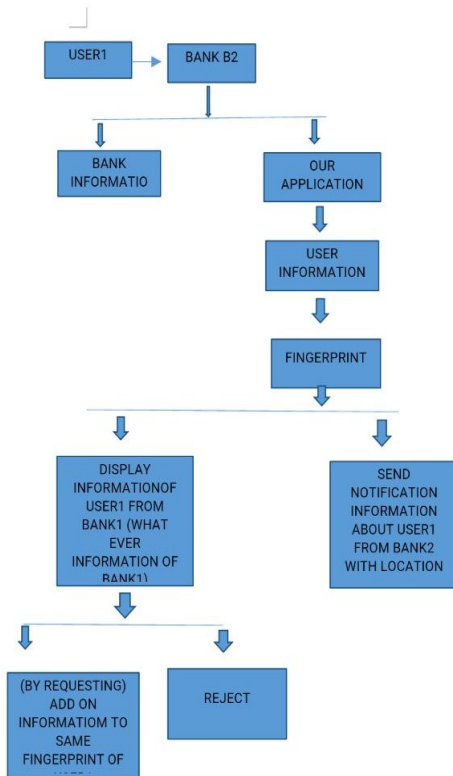 USER1
BANK B2
BANK
INFORMATIO
OUR
APPLICATION
USER
INFORMATION
FINGERPRINT
DISPLAY
INFORMATIONOF
USER1 FROM
BANK1 (WHAT
EVER
INFORMATION OF
BANK1)
SEND
NOTIFICATION
INFORMATION
ABOUT USER1
FROM BANK2
WITH LOCATION
(BY REQUESTING)
ADD ON
INFORMATIOM TO
SAME
FINGERPRINT OF
REJECT